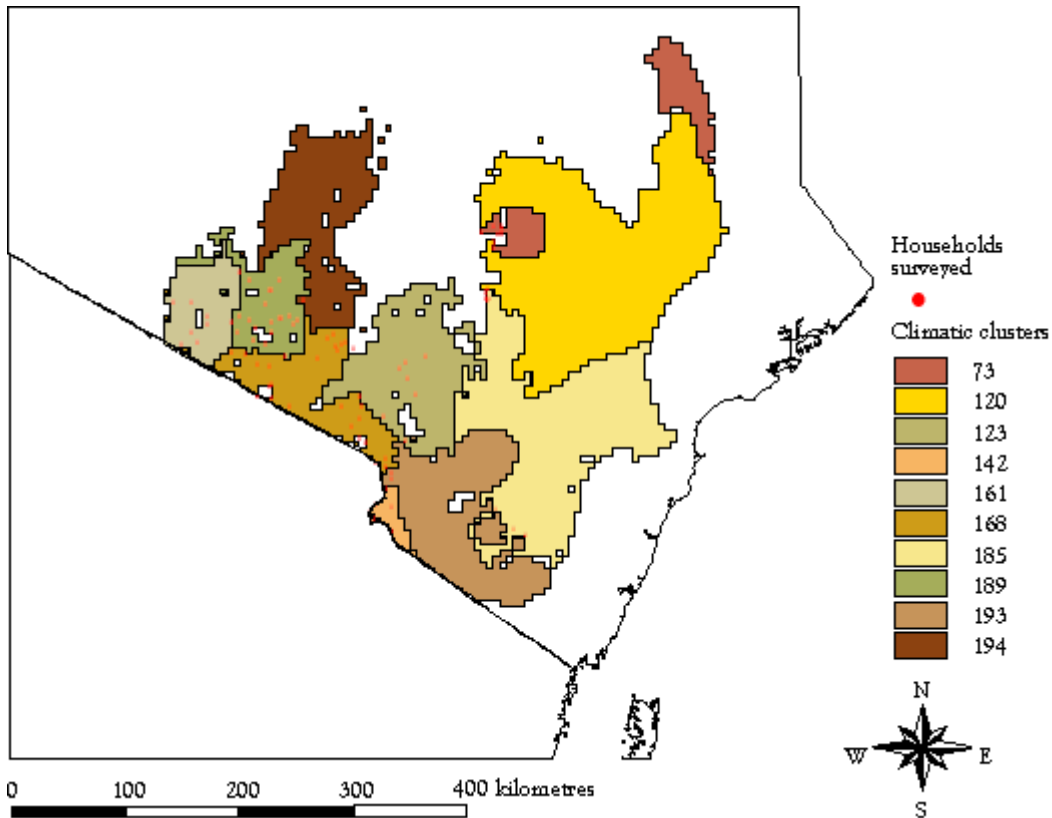 Households
surveyed
Climatic clusters
73
120
123
142
161
168
185
189
193
194
N
W E
S
0 100 200 300 400 kilometres